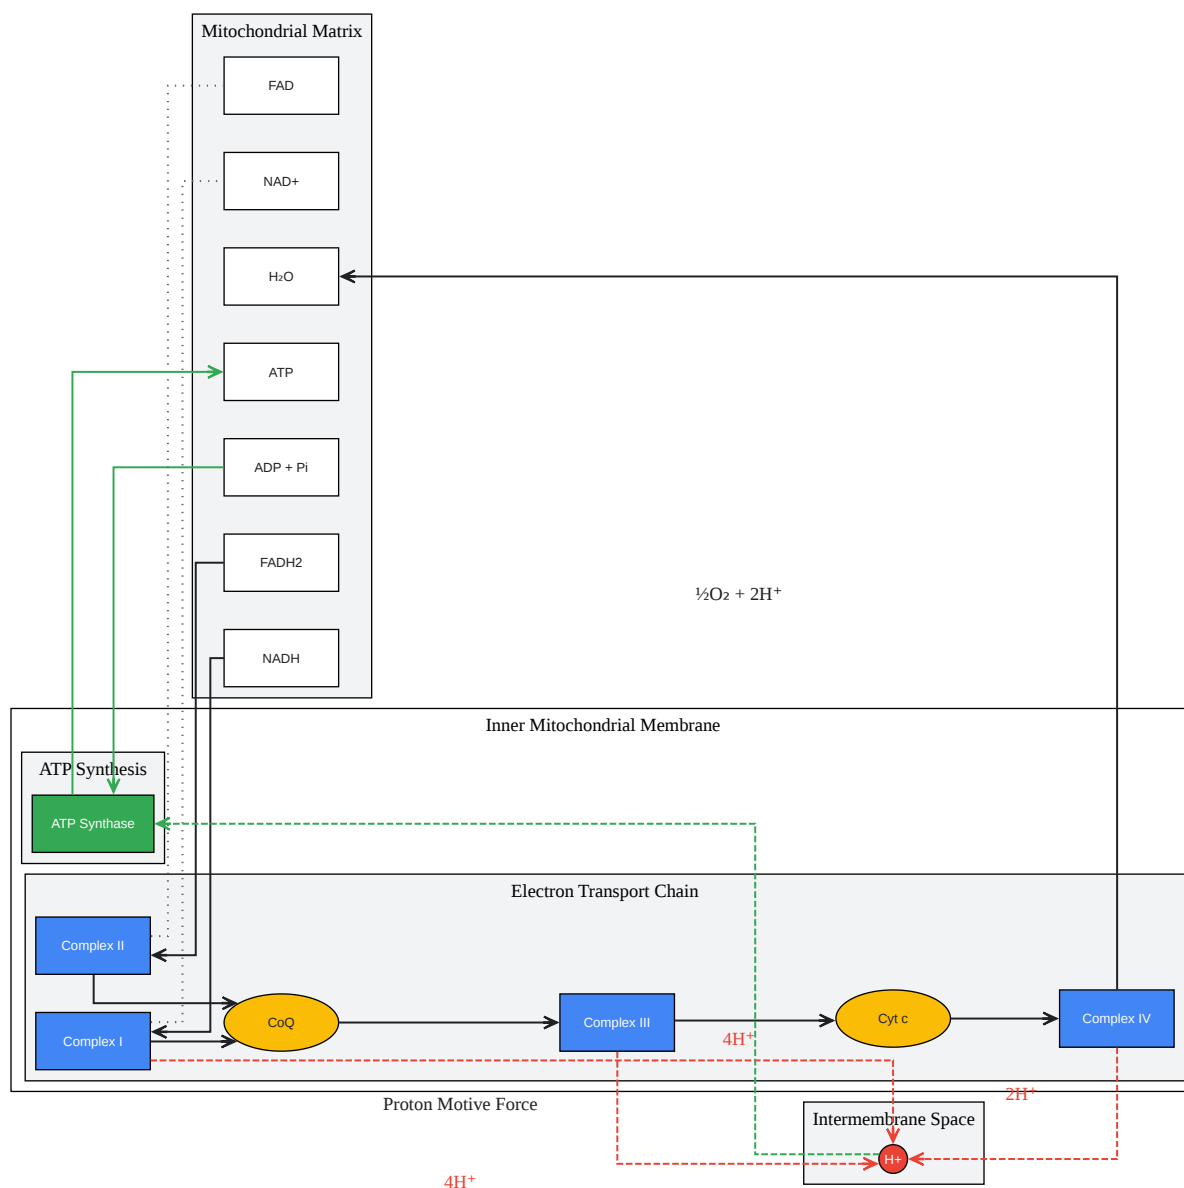 Mitochondrial Matrix
FAD
NAD+
H₂O
ATP
ADP + Pi
FADH2
½O₂ + 2H⁺
NADH
Inner Mitochondrial Membrane
ATP Synthesis
ATP Synthase
Electron Transport Chain
Complex II
CoQ
Complex III
Cyt c
Complex IV
Complex I
4H⁺
2H⁺
Proton Motive Force
Intermembrane Space
H+
4H⁺